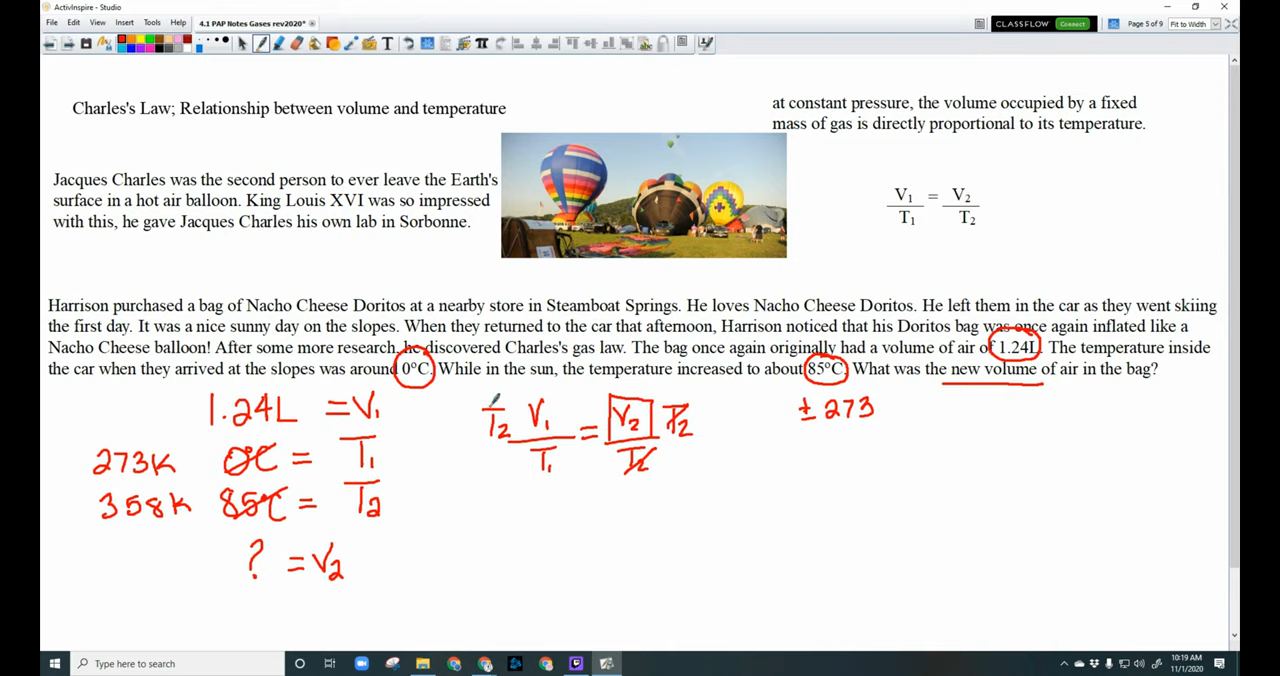 ActivInspire - Studio
File Edit View Insert Tools Help 4.1 PAP Notes Gases rev2020* CLASSFLOW Connect Page 5 of 9 Fit to Width
Charles's Law; Relationship between volume and temperature
at constant pressure, the volume occupied by a fixed
mass of gas is directly proportional to its temperature.
Jacques Charles was the second person to ever leave the Earth's
surface in a hot air balloon. King Louis XVI was so impressed
with this, he gave Jacques Charles his own lab in Sorbonne.
V₁ = V₂
T₁ T₂
Harrison purchased a bag of Nacho Cheese Doritos at a nearby store in Steamboat Springs. He loves Nacho Cheese Doritos. He left them in the car as they went skiing
the first day. It was a nice sunny day on the slopes. When they returned to the car that afternoon, Harrison noticed that his Doritos bag was once again inflated like a
Nacho Cheese balloon! After some more research, he discovered Charles's gas law. The bag once again originally had a volume of air of 1.24L. The temperature inside
the car when they arrived at the slopes was around 0°C. While in the sun, the temperature increased to about 85°C. What was the new volume of air in the bag?
1.24L = V₁
T₂ V₁ = V₂ T₂
T₁ T₂
± 273
273K 0°C = T₁
358K 85°C = T₂
? = V₂
Type here to search
10:19 AM
11/1/2020